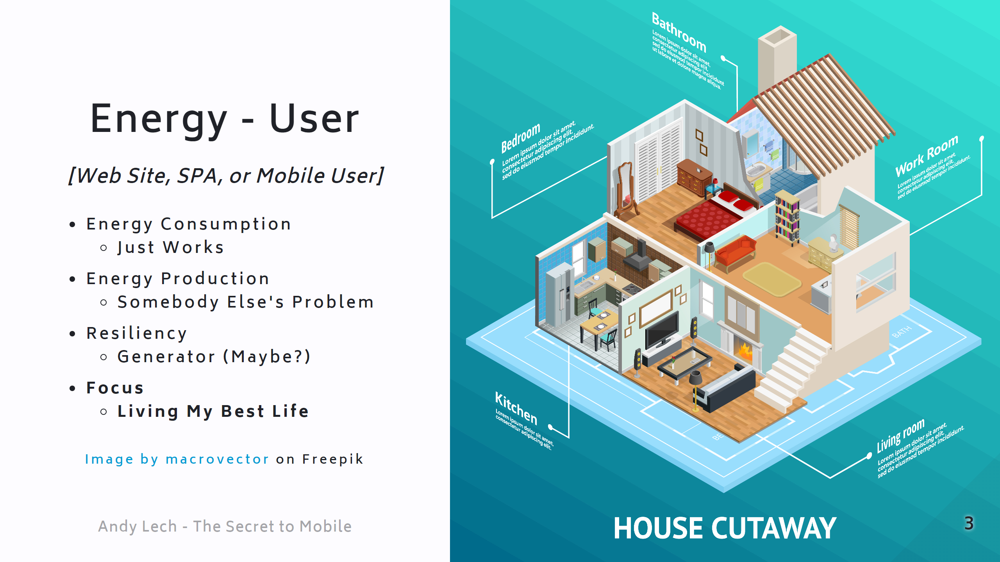 Energy - User
[Web Site, SPA, or Mobile User]
• Energy Consumption
○ Just Works
• Energy Production
○ Somebody Else's Problem
• Resiliency
○ Generator (Maybe?)
• Focus
○ Living My Best Life
Image by macrovector on Freepik
Andy Lech - The Secret to Mobile
Bathroom
Lorem ipsum dolor sit amet,
consectetur adipiscing elit,
sed do eiusmod tempor incididunt
ut labore et dolore magna aliqua.
Bedroom
Lorem ipsum dolor sit amet,
consectetur adipiscing elit,
sed do eiusmod tempor incididunt.
Work Room
Lorem ipsum dolor sit amet,
consectetur adipiscing elit,
sed do eiusmod tempor incididunt.
BATH
BE
Kitchen
Lorem ipsum dolor sit amet,
consectetur adipiscing elit.
Living room
Lorem ipsum dolor sit amet,
consectetur adipiscing elit,
sed do eiusmod tempor incididunt.
HOUSE CUTAWAY
3